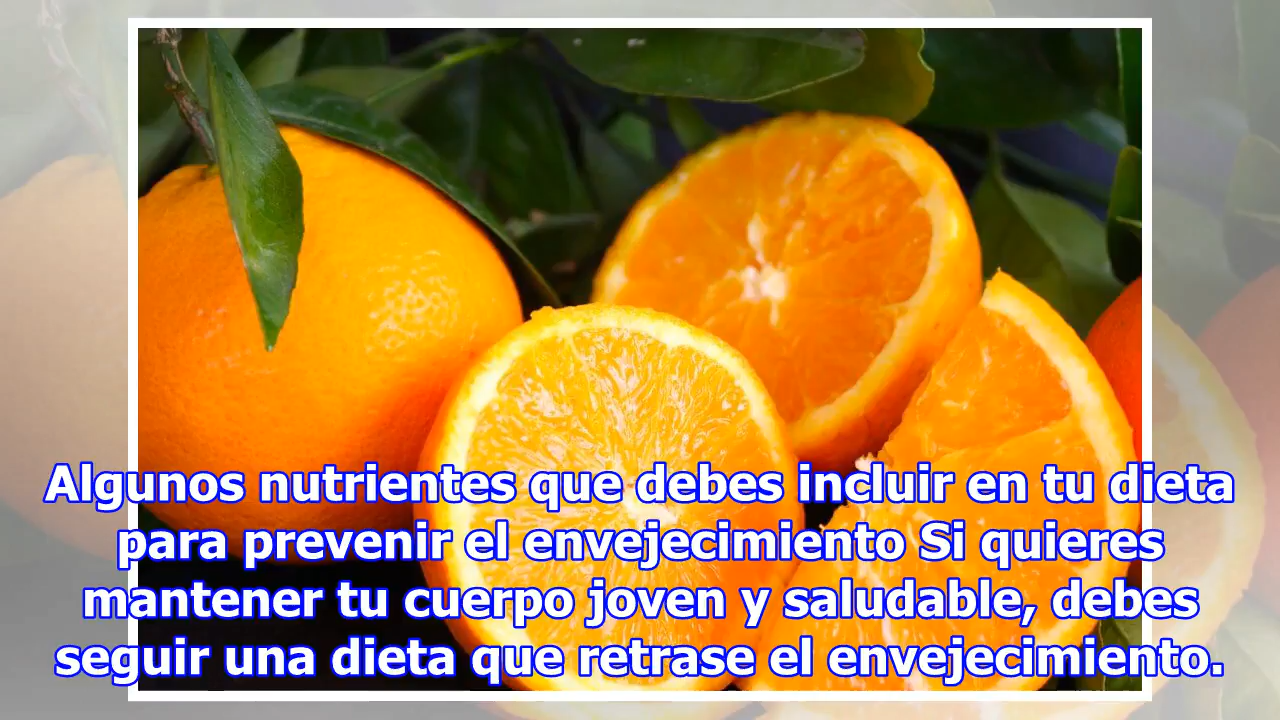 Algunos nutrientes que debes incluir en tu dieta
para prevenir el envejecimiento Si quieres
mantener tu cuerpo joven y saludable, debes
seguir una dieta que retrase el envejecimiento.